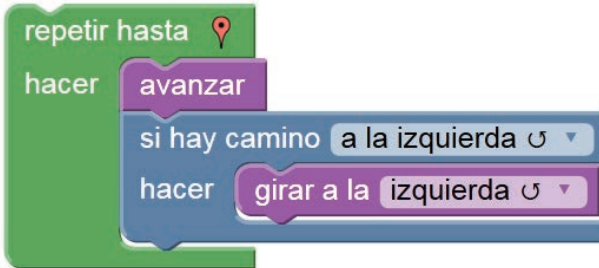 repetir hasta
hacer avanzar
si hay camino a la izquierda ↺ ▼
hacer girar a la izquierda ↺ ▼